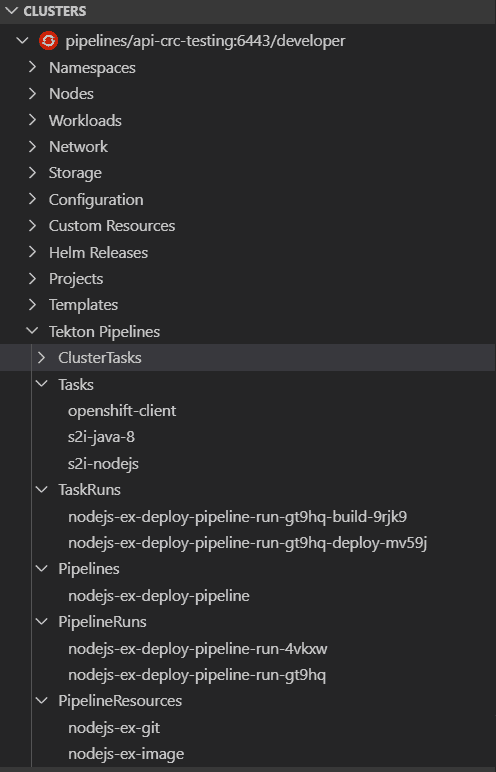 CLUSTERS
pipelines/api-crc-testing:6443/developer
Namespaces
Nodes
Workloads
Network
Storage
Configuration
Custom Resources
Helm Releases
Projects
Templates
Tekton Pipelines
ClusterTasks
Tasks
openshift-client
s2i-java-8
s2i-nodejs
TaskRuns
nodejs-ex-deploy-pipeline-run-gt9hq-build-9rjk9
nodejs-ex-deploy-pipeline-run-gt9hq-deploy-mv59j
Pipelines
nodejs-ex-deploy-pipeline
PipelineRuns
nodejs-ex-deploy-pipeline-run-4vkxw
nodejs-ex-deploy-pipeline-run-gt9hq
PipelineResources
nodejs-ex-git
nodejs-ex-image